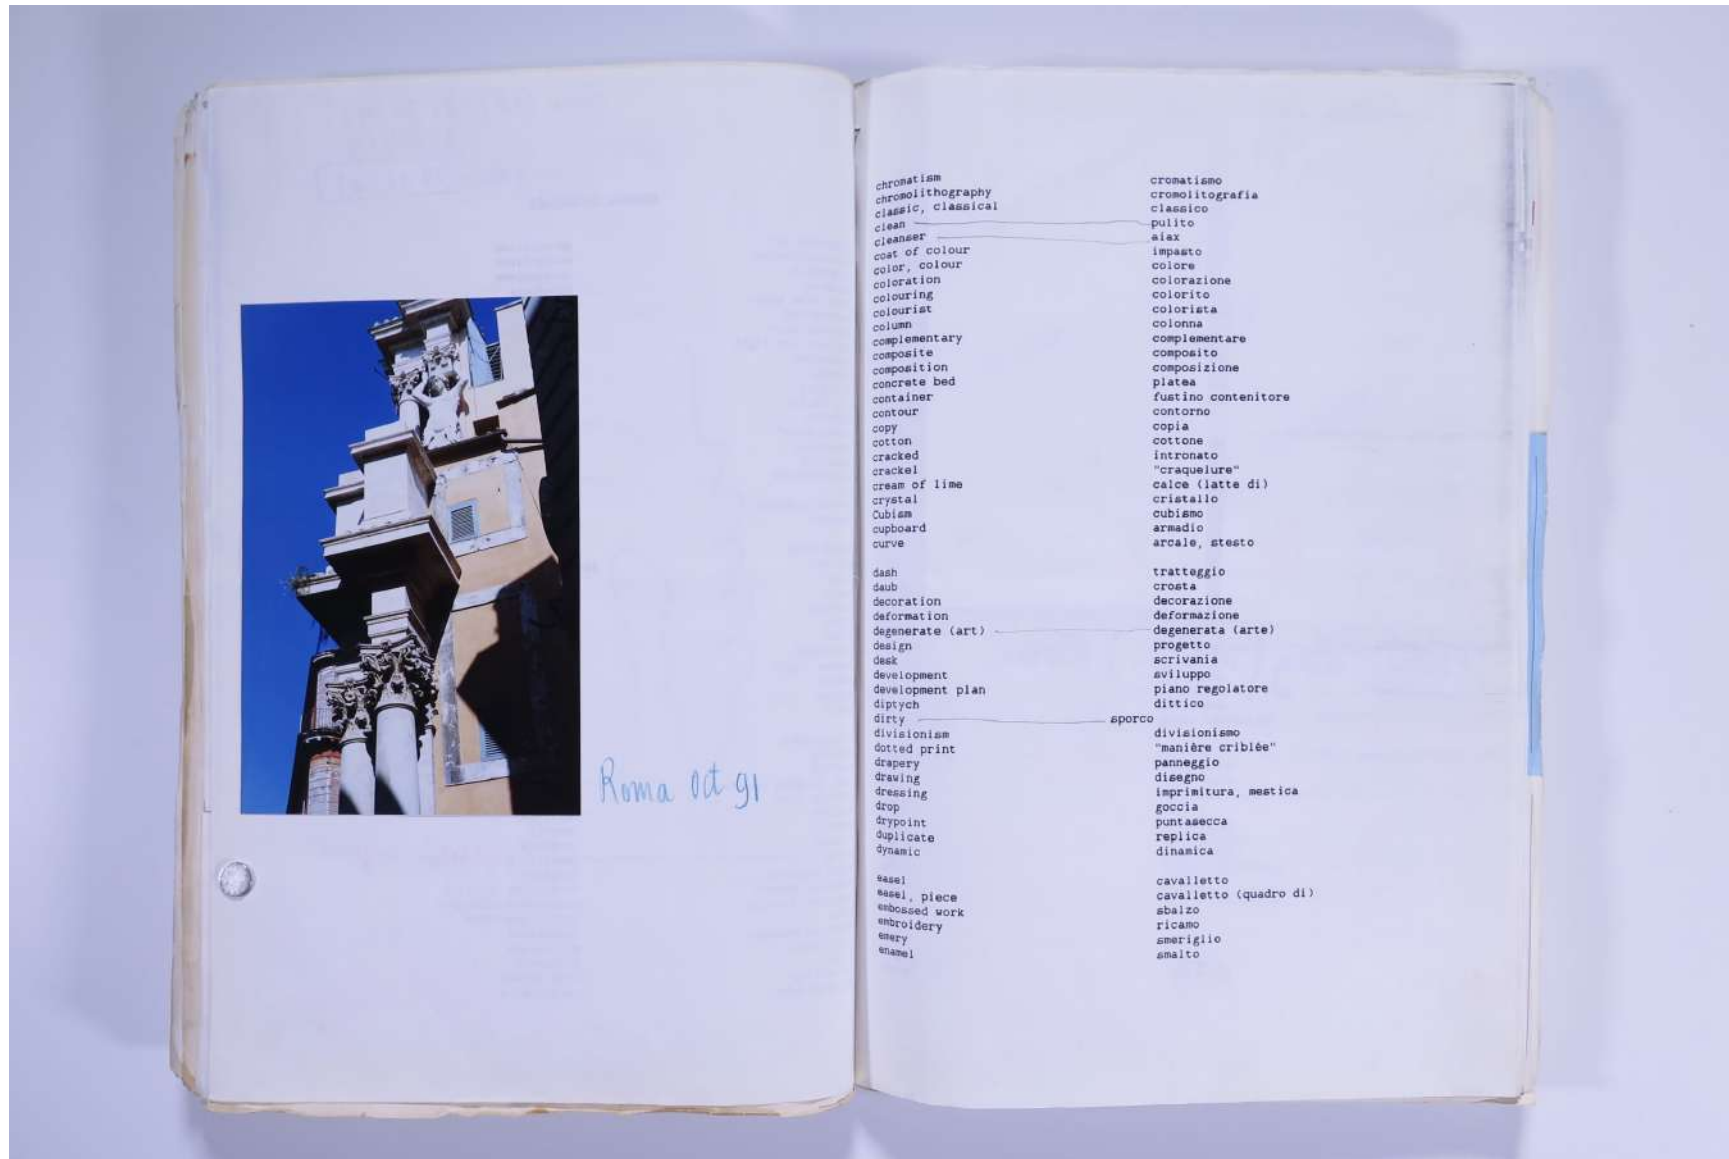 Roma Oct 91
chromatism cromatismo
chromolithography cromolitografia
classic, classical classico
clean pulito
cleanser aiax
coat of colour impasto
color, colour colore
coloration colorazione
colouring colorito
colourist colorista
column colonna
complementary complementare
composite composito
composition composizione
concrete bed platea
container fustino contenitore
contour contorno
copy copia
cotton cottone
cracked intronato
crackel "craquelure"
cream of lime calce (latte di)
crystal cristallo
Cubism cubismo
cupboard armadio
curve arcale, stesto
dash tratteggio
daub crosta
decoration decorazione
deformation deformazione
degenerate (art) degenerata (arte)
design progetto
desk scrivania
development sviluppo
development plan piano regolatore
diptych dittico
dirty sporco
divisionism divisionismo
dotted print "manière criblée"
drapery panneggio
drawing disegno
dressing imprimitura, mestica
drop goccia
drypoint puntasecca
duplicate replica
dynamic dinamica
easel cavalletto
easel, piece cavalletto (quadro di)
embossed work sbalzo
embroidery ricamo
emery smeriglio
enamel smalto